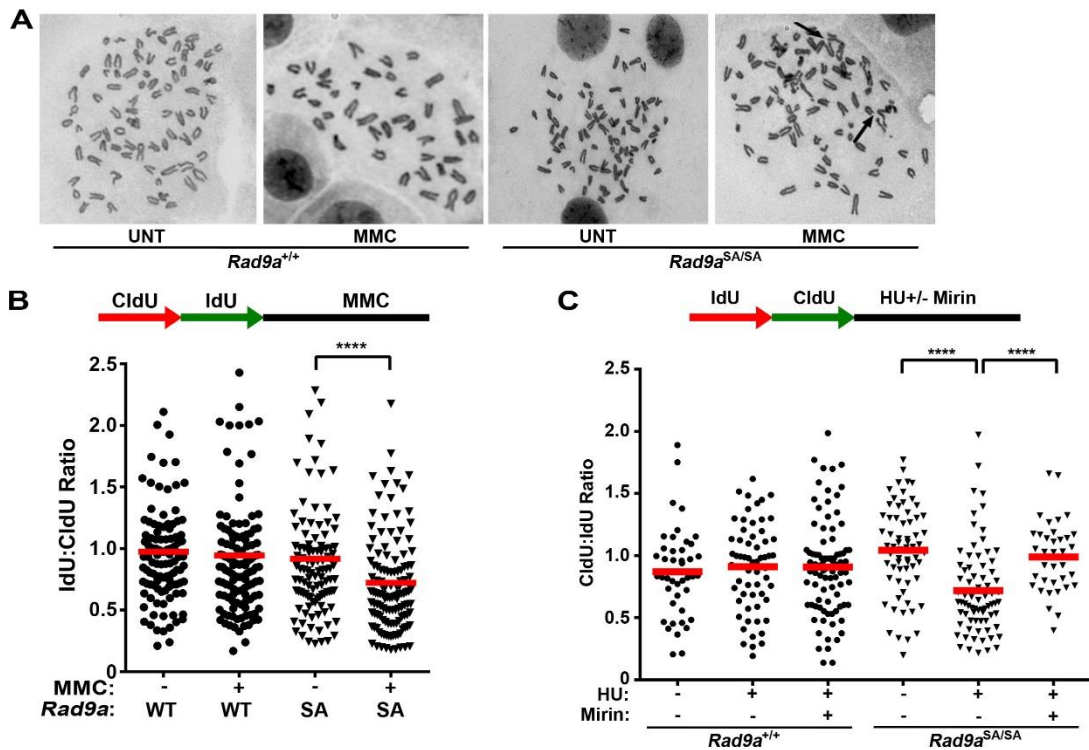 A
UNT MMC UNT MMC
Rad9a+/+ Rad9aSA/SA
B
CldU IdU MMC
****
2.5
2.0
1.5
1.0
0.5
0
IdU:CldU Ratio
MMC: - + - +
Rad9a: WT WT SA SA
C
IdU CldU HU+/- Mirin
**** ****
2.5
2.0
1.5
1.0
0.5
0
CldU:IdU Ratio
HU: - + + - + +
Mirin: - - + - - +
Rad9a+/+ Rad9aSA/SA